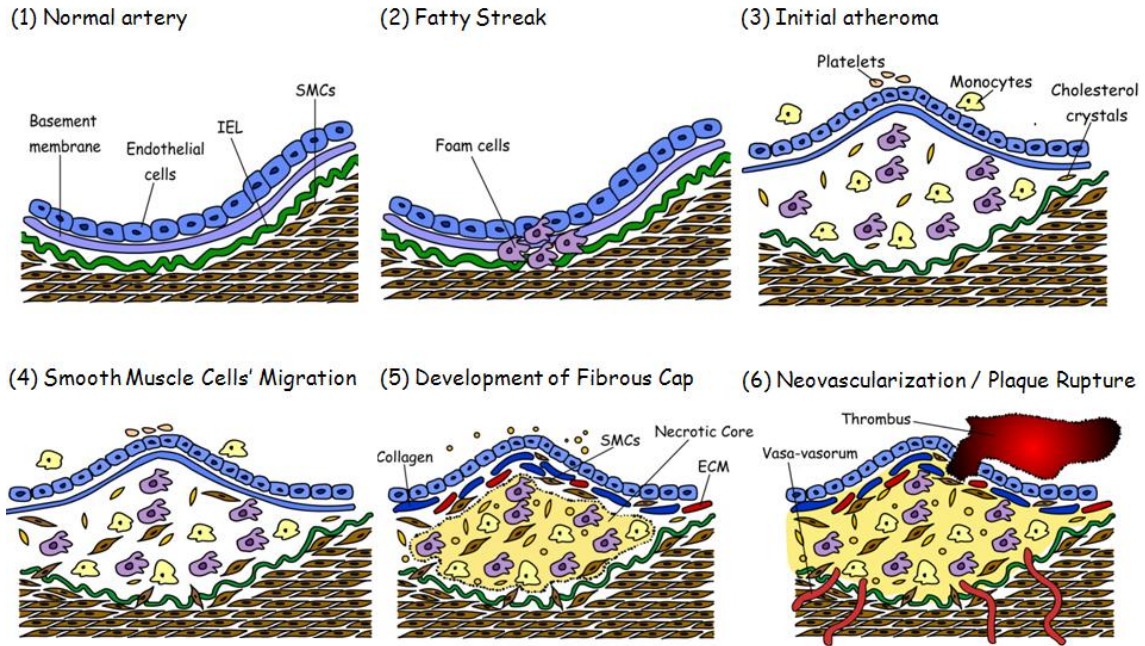 (1) Normal artery
(2) Fatty Streak
(3) Initial atheroma
SMCs
Basement
membrane
Endothelial
cells
IEL
Foam cells
Platelets
Monocytes
Cholesterol
crystals
(4) Smooth Muscle Cells' Migration
(5) Development of Fibrous Cap
(6) Neovascularization / Plaque Rupture
Collagen
SMCs
Necrotic Core
ECM
Thrombus
Vasa-vasorum